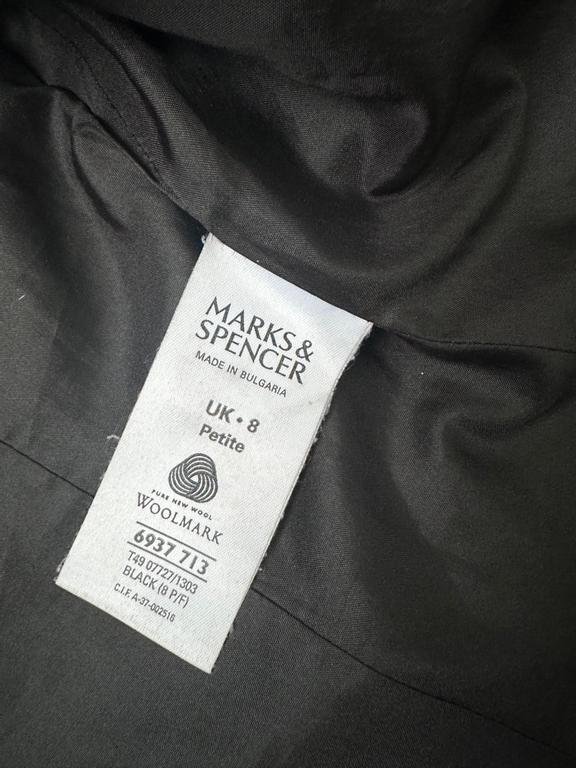 MARKS &
SPENCER
MADE IN BULGARIA
UK • 8
Petite
PURE NEW WOOL
WOOLMARK
6937 713
T49 07727/1303
BLACK (8 P/F)
C.I.F. A-37-002516